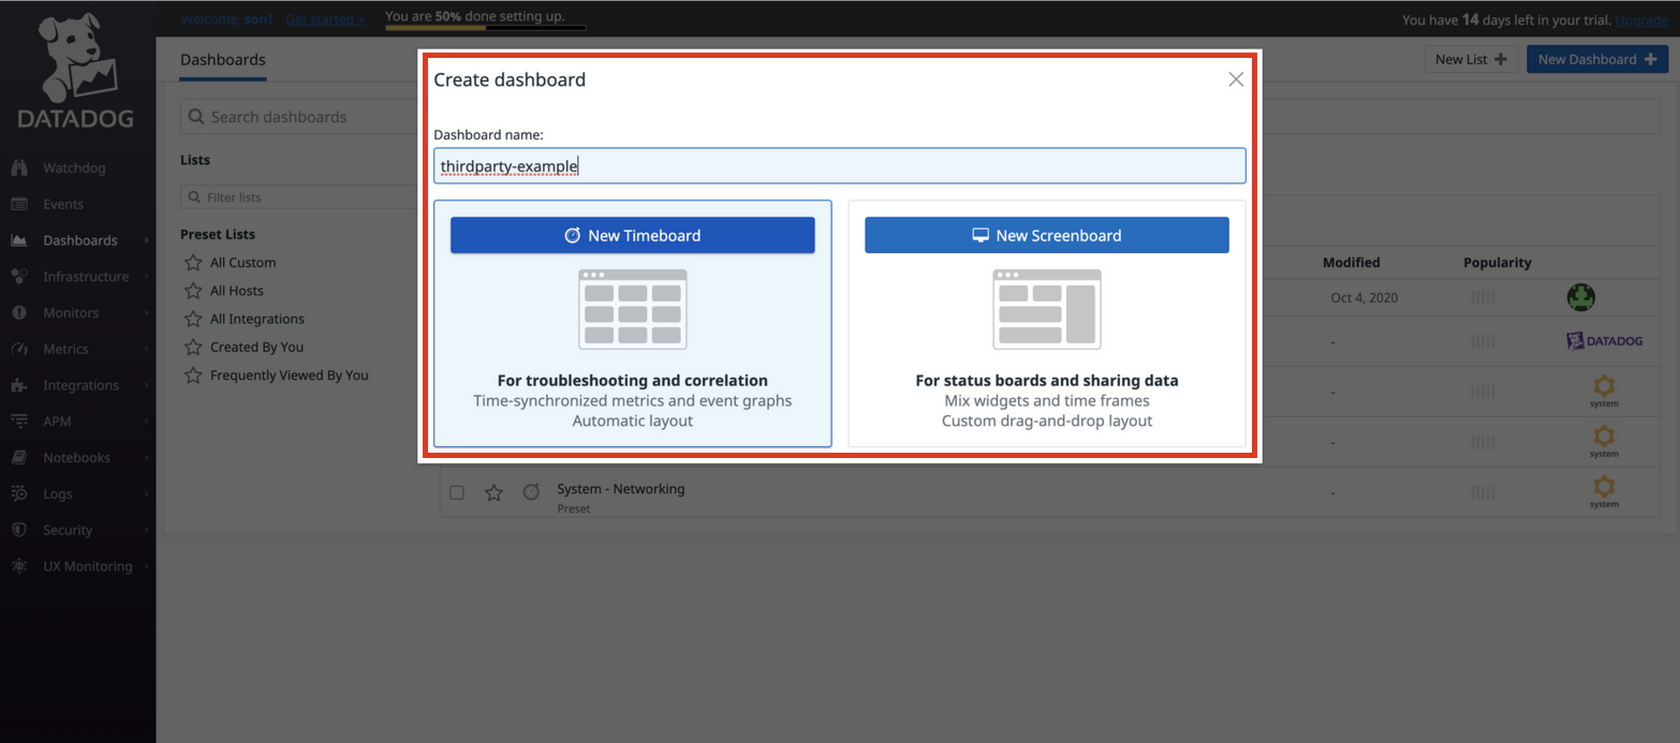 Welcome, son! Get started
You are 50% done setting up.
You have 14 days left in your trial. Upgrade
DATADOG
Watchdog
Events
Dashboards
Infrastructure
Monitors
Metrics
Integrations
APM
Notebooks
Logs
Security
UX Monitoring
Dashboards
New List +
New Dashboard +
Search dashboards
Lists
Filter lists
Preset Lists
All Custom
All Hosts
All Integrations
Created By You
Frequently Viewed By You
Create dashboard
Dashboard name:
thirdparty-example
New Timeboard
For troubleshooting and correlation
Time-synchronized metrics and event graphs
Automatic layout
New Screenboard
For status boards and sharing data
Mix widgets and time frames
Custom drag-and-drop layout
Modified Popularity
Oct 4, 2020
- DATADOG
- system
- system
System - Networking - system
Preset